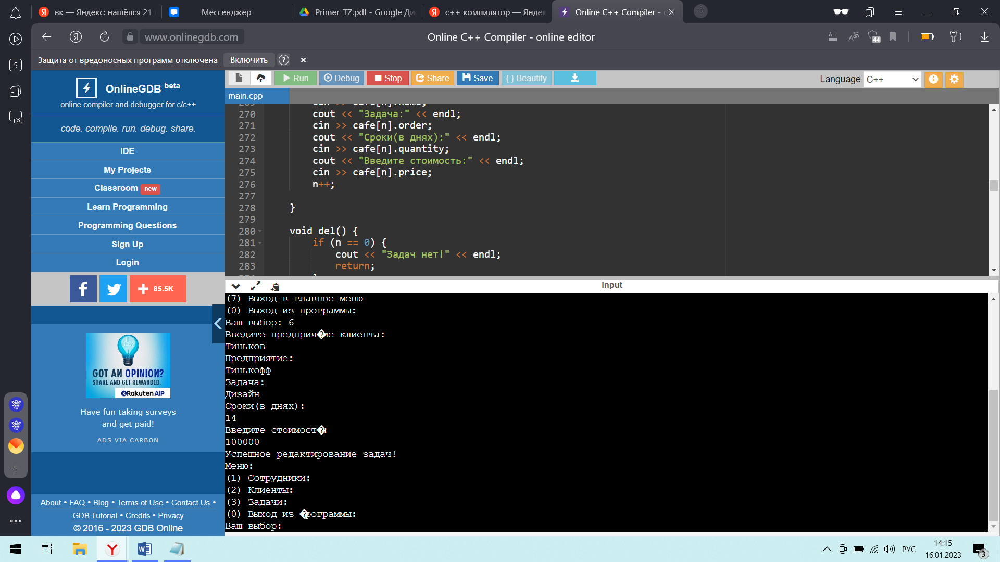 вк — Яндекс: нашёлся 21
Мессенджер
Primer_TZ.pdf - Google Ди
с++ компилятор — Яндек
Online C++ Compiler -
www.onlinegdb.com
Online C++ Compiler - online editor
44
5
Защита от вредоносных программ отключена
Включить
?
OnlineGDB beta
online compiler and debugger for c/c++
code. compile. run. debug. share.
IDE
My Projects
Classroom new
Learn Programming
Programming Questions
Sign Up
Login
85.5K
GOT AN OPINION?
SHARE AND GET REWARDED.
Rakuten AIP
Have fun taking surveys
and get paid!
ADS VIA CARBON
About • FAQ • Blog • Terms of Use • Contact Us •
GDB Tutorial • Credits • Privacy
© 2016 - 2023 GDB Online
Run
Debug
Stop
Share
Save
{ } Beautify
Language C++
main.cpp
269 cin >> cafe[n].name;
270 cout << "Задача:" << endl;
271 cin >> cafe[n].order;
272 cout << "Сроки(в днях):" << endl;
273 cin >> cafe[n].quantity;
274 cout << "Введите стоимость:" << endl;
275 cin >> cafe[n].price;
276 n++;
277
278 }
279
280 void del() {
281 if (n == 0) {
282 cout << "Задач нет!" << endl;
283 return;
input
(7) Выход в главное меню
(0) Выход из программы:
Ваш выбор: 6
Введите предприя�ие клиента:
Тиньков
Предприятие:
Тинькофф
Задача:
Дизайн
Сроки(в днях):
14
Введите стоимост�:
100000
Успешное редактирование задач!
Меню:
(1) Сотрудники:
(2) Клиенты:
(3) Задачи:
(0) Выход из �рограммы:
Ваш выбор:
РУС
14:15
16.01.2023
3